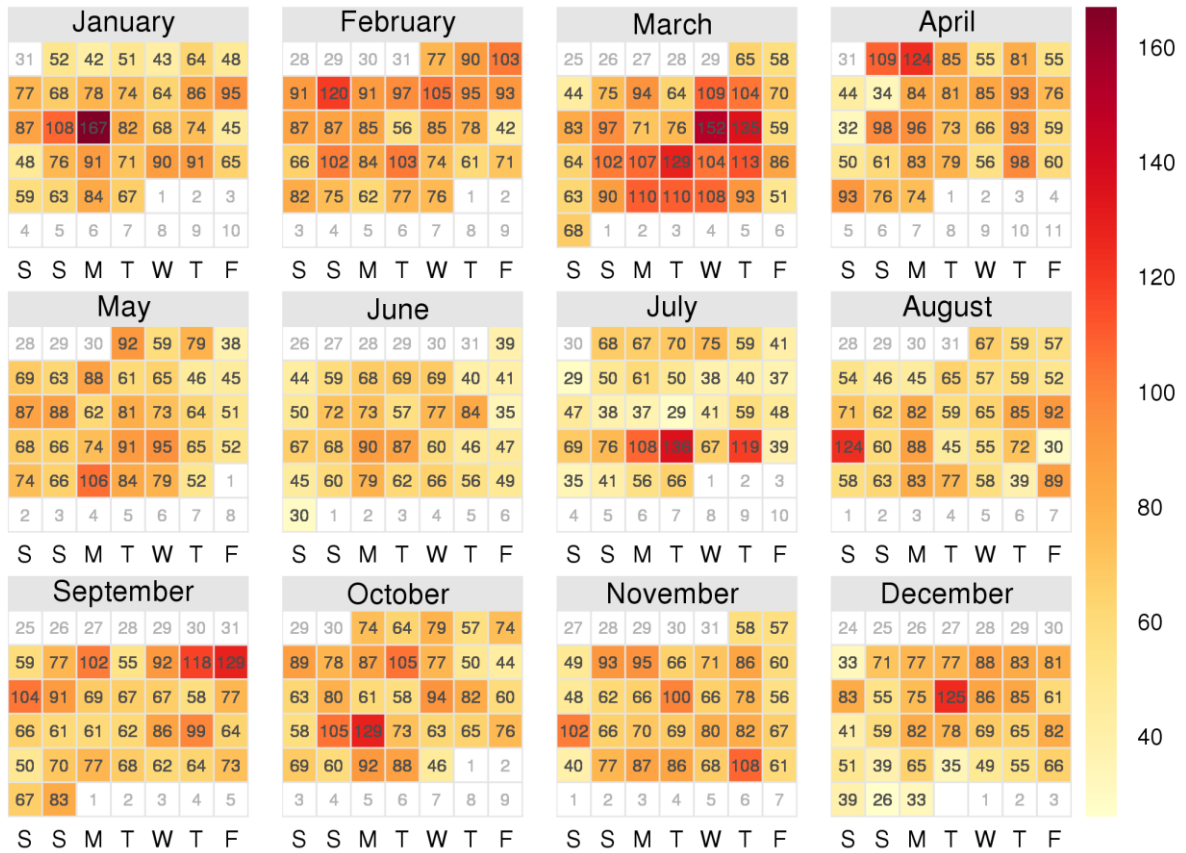 January February March April
31 52 42 51 43 64 48 28 29 30 31 77 90 103 25 26 27 28 29 65 58 31 109 124 85 55 81 55 160
77 68 78 74 64 86 95 91 120 91 97 105 95 93 44 75 94 64 109 104 70 44 34 84 81 85 93 76
87 108 167 82 68 74 45 87 87 85 56 85 78 42 83 97 71 76 152 135 59 32 98 96 73 66 93 59
48 76 91 71 90 91 65 66 102 84 103 74 61 71 64 102 107 129 104 113 86 50 61 83 79 56 98 60 140
59 63 84 67 1 2 3 82 75 62 77 76 1 2 63 90 110 110 108 93 51 93 76 74 1 2 3 4
4 5 6 7 8 9 10 3 4 5 6 7 8 9 68 1 2 3 4 5 6 5 6 7 8 9 10 11
S S M T W T F S S M T W T F S S M T W T F S S M T W T F 120
May June July August
28 29 30 92 59 79 38 26 27 28 29 30 31 39 30 68 67 70 75 59 41 28 29 30 31 67 59 57
69 63 88 61 65 46 45 44 59 68 69 69 40 41 29 50 61 50 38 40 37 54 46 45 65 57 59 52 100
87 88 62 81 73 64 51 50 72 73 57 77 84 35 47 38 37 29 41 59 48 71 62 82 59 65 85 92
68 66 74 91 95 65 52 67 68 90 87 60 46 47 69 76 108 136 67 119 39 124 60 88 45 55 72 30
74 66 106 84 79 52 1 45 60 79 62 66 56 49 35 41 56 66 1 2 3 58 63 83 77 58 39 89 80
2 3 4 5 6 7 8 30 1 2 3 4 5 6 4 5 6 7 8 9 10 1 2 3 4 5 6 7
S S M T W T F S S M T W T F S S M T W T F S S M T W T F
September October November December
25 26 27 28 29 30 31 29 30 74 64 79 57 74 27 28 29 30 31 58 57 24 25 26 27 28 29 30 60
59 77 102 55 92 118 129 89 78 87 105 77 50 44 49 93 95 66 71 86 60 33 71 77 77 88 83 81
104 91 69 67 67 58 77 63 80 61 58 94 82 60 48 62 66 100 66 78 56 83 55 75 125 86 85 61
66 61 61 62 86 99 64 58 105 129 73 63 65 76 102 66 70 69 80 82 67 41 59 82 78 69 65 82 40
50 70 77 68 62 64 73 69 60 92 88 46 1 2 40 77 87 86 68 108 61 51 39 65 35 49 55 66
67 83 1 2 3 4 5 3 4 5 6 7 8 9 1 2 3 4 5 6 7 39 26 33 1 2 3
S S M T W T F S S M T W T F S S M T W T F S S M T W T F